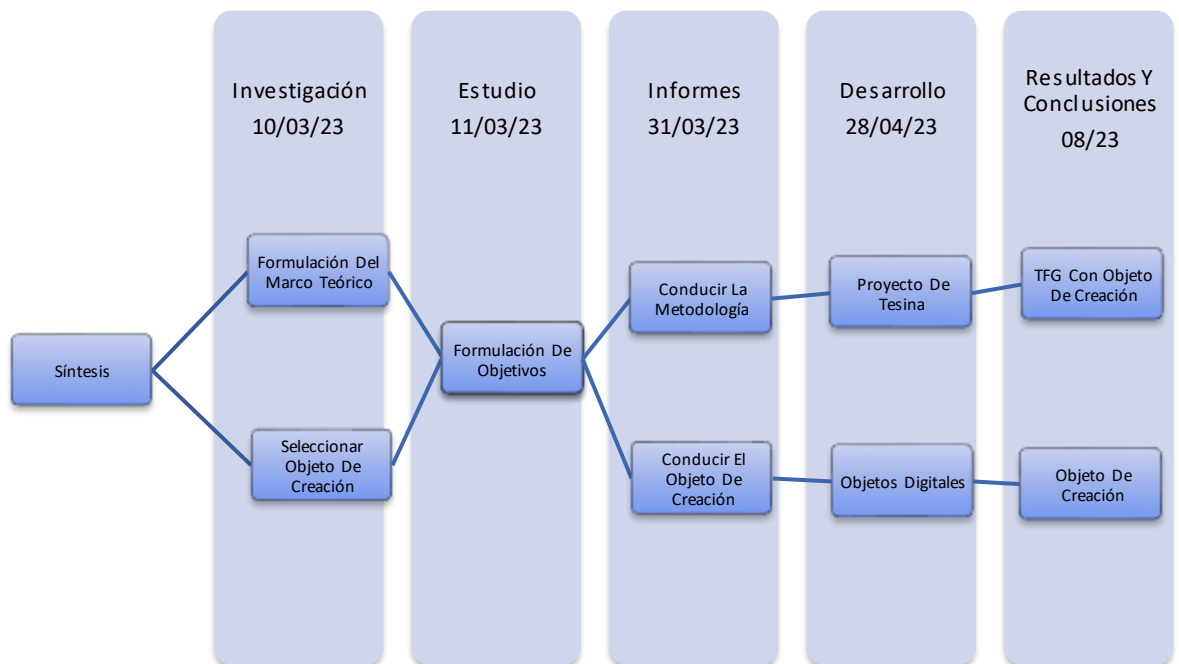 Investigación
10/03/23
Estudio
11/03/23
Informes
31/03/23
Desarrollo
28/04/23
Resultados Y
Conclusiones
08/23
Síntesis
Formulación Del
Marco Teórico
Seleccionar
Objeto De
Creación
Formulación De
Objetivos
Conducir La
Metodología
Conducir El
Objeto De
Creación
Proyecto De
Tesina
Objetos Digitales
TFG Con Objeto
De Creación
Objeto De
Creación